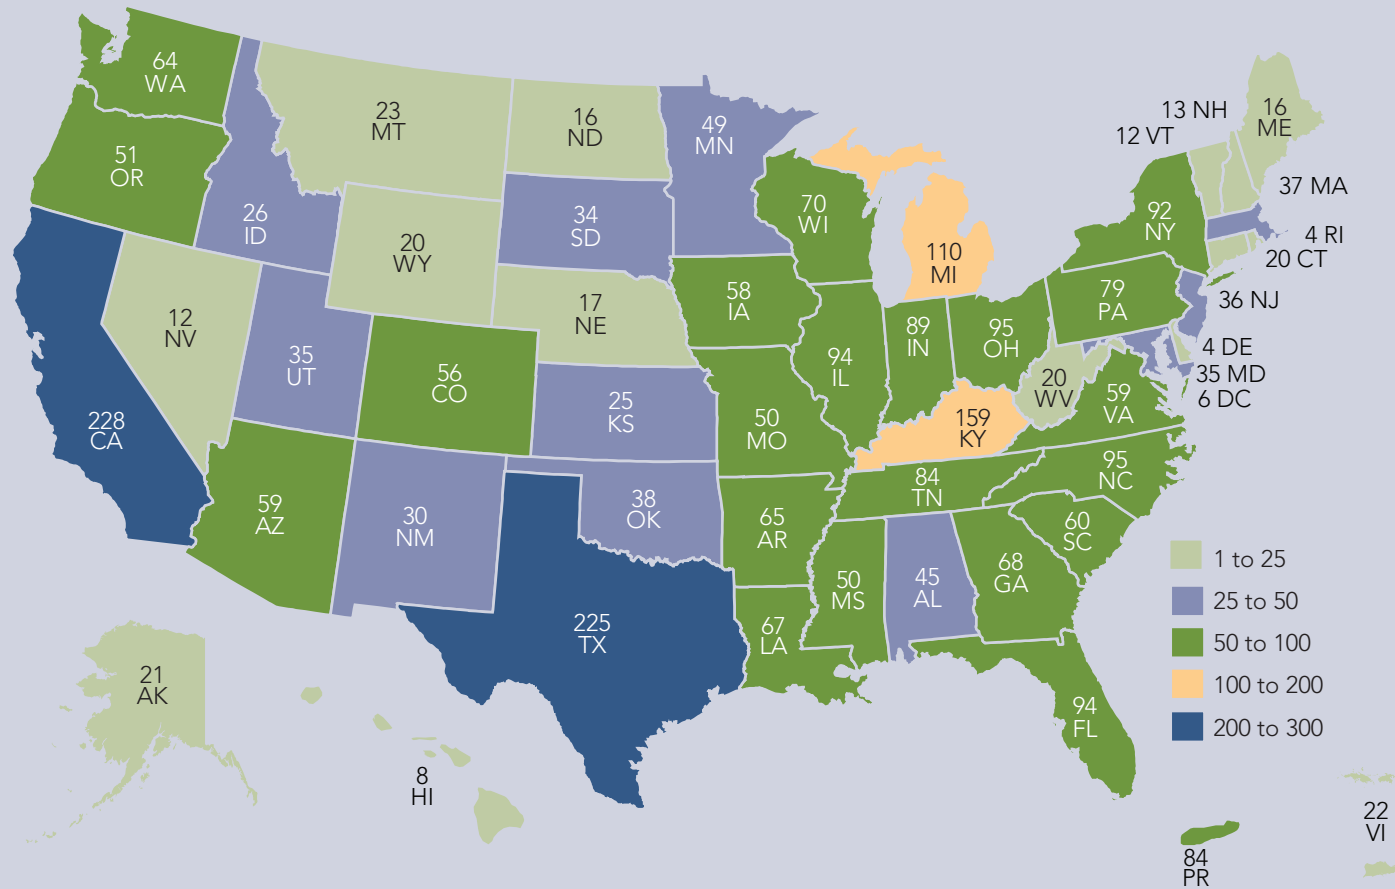 64
WA
23
MT
16
ND
49
MN
13 NH
12 VT
16
ME
51
OR
26
ID
34
SD
70
WI
92
NY
37 MA
4 RI
20 CT
20
WY
110
MI
36 NJ
12
NV
17
NE
58
IA
79
PA
35
UT
56
CO
94
IL
89
IN
95
OH
4 DE
35 MD
6 DC
228
CA
25
KS
50
MO
159
KY
20
WV
59
VA
59
AZ
30
NM
38
OK
65
AR
84
TN
95
NC
60
SC
225
TX
67
LA
50
MS
45
AL
68
GA
1 to 25
25 to 50
50 to 100
100 to 200
200 to 300
21
AK
8
HI
94
FL
84
PR
22
VI